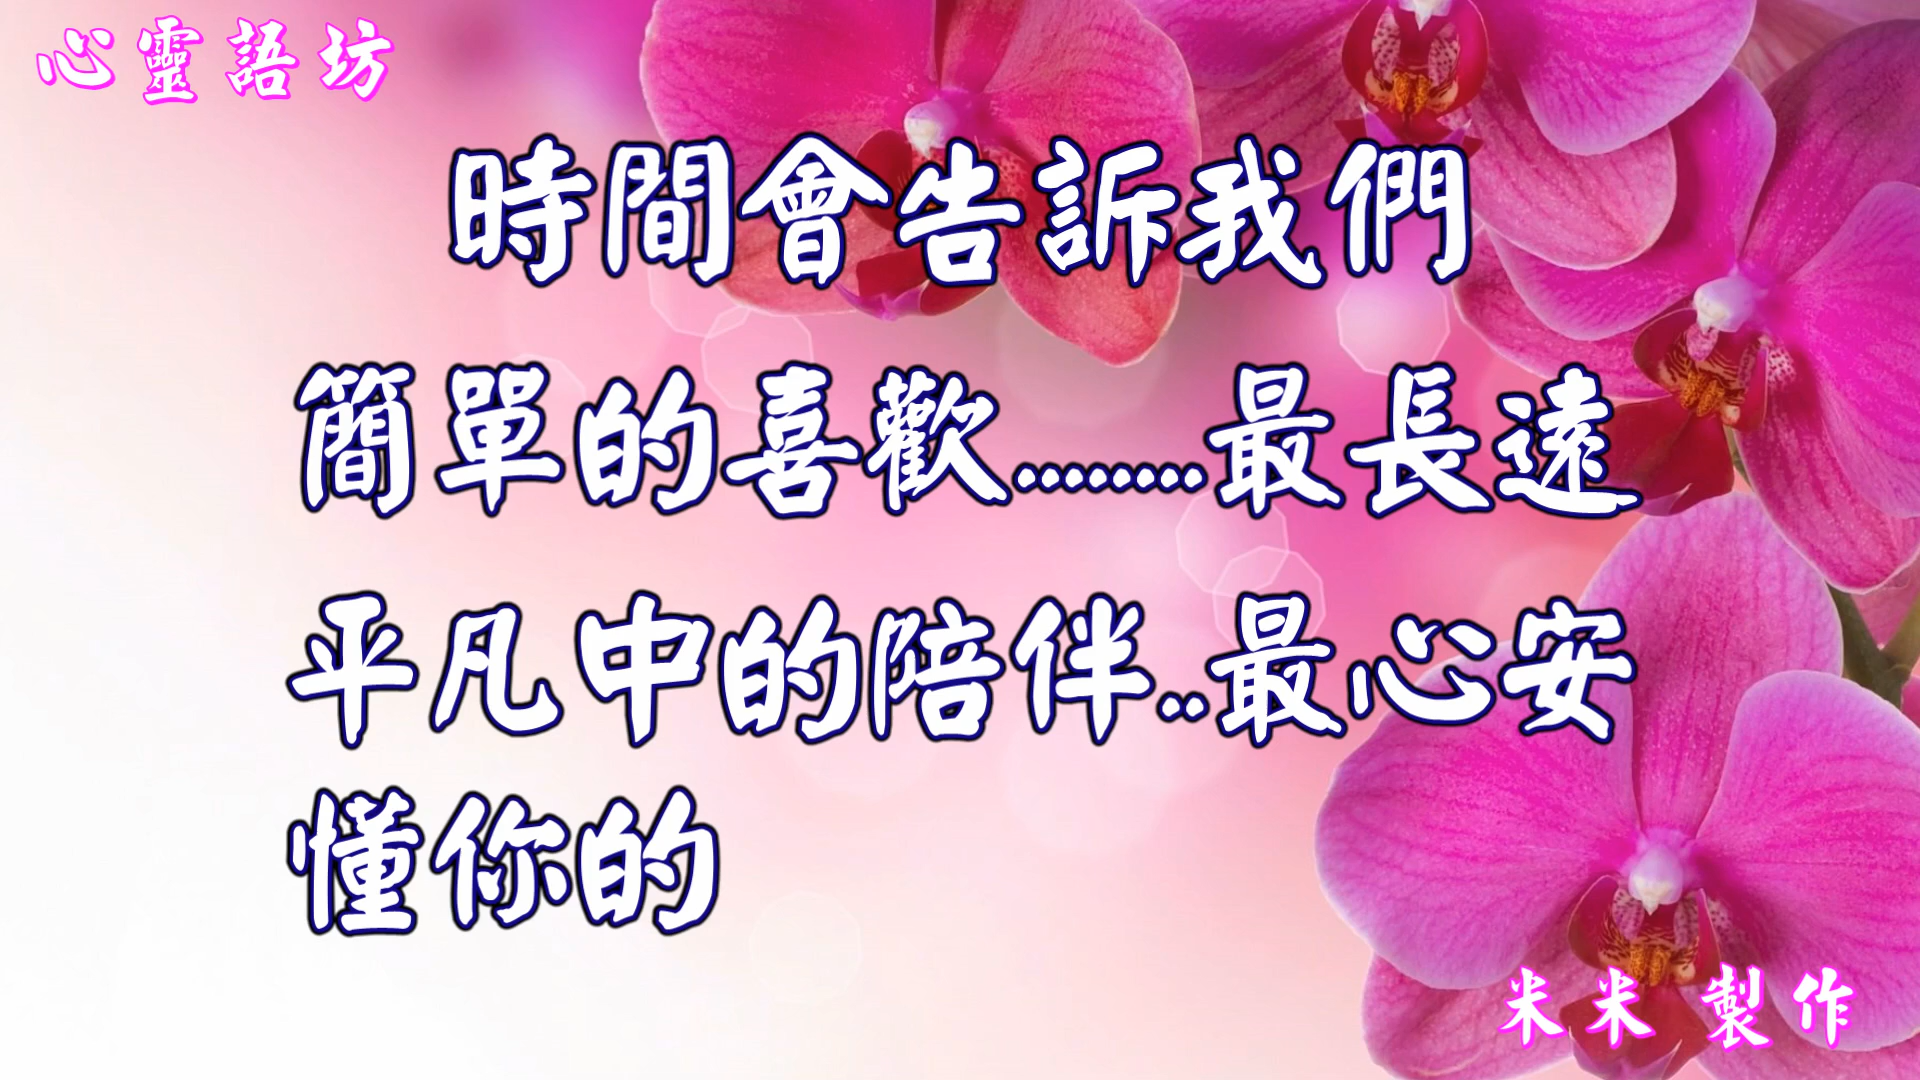 心靈語坊
時間會告訴我們
簡單的喜歡........最長遠
平凡中的陪伴..最心安
懂你的
米米 製作